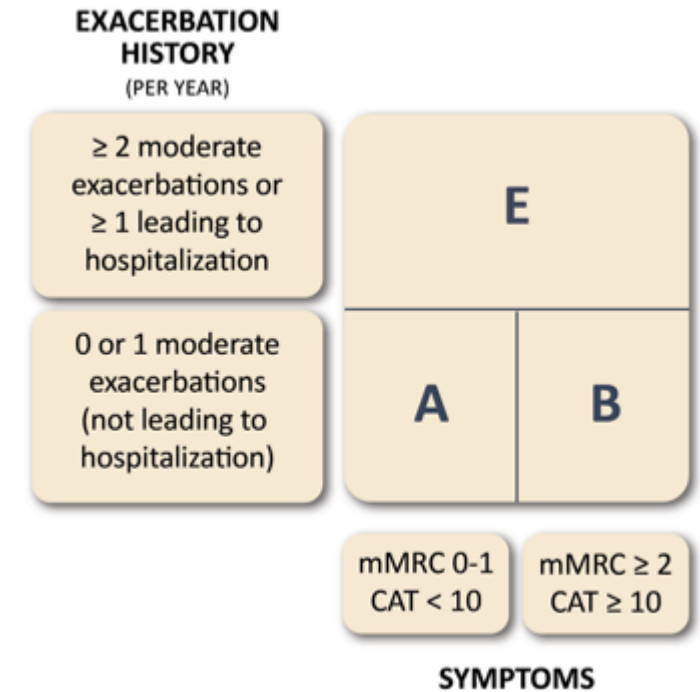 EXACERBATION
HISTORY
(PER YEAR)
≥ 2 moderate
exacerbations or
≥ 1 leading to
hospitalization
E
0 or 1 moderate
exacerbations
(not leading to
hospitalization)
A
B
mMRC 0-1
CAT < 10
mMRC ≥ 2
CAT ≥ 10
SYMPTOMS